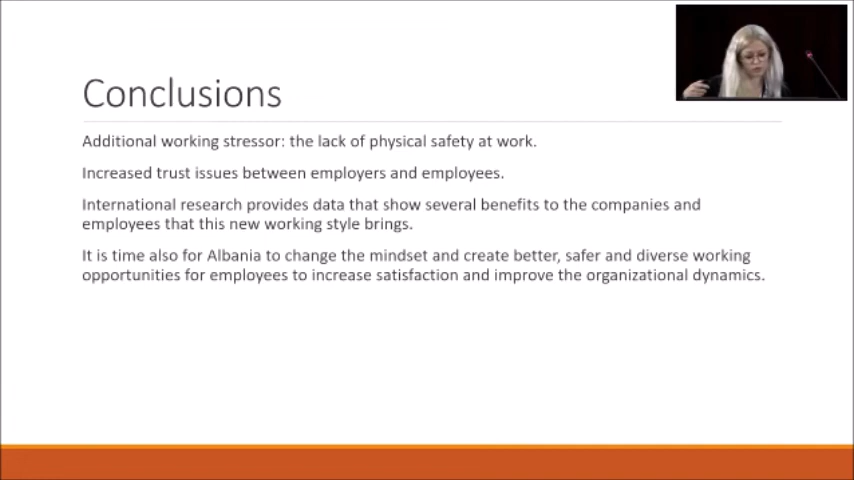 Conclusions
Additional working stressor: the lack of physical safety at work.
Increased trust issues between employers and employees.
International research provides data that show several benefits to the companies and
employees that this new working style brings.
It is time also for Albania to change the mindset and create better, safer and diverse working
opportunities for employees to increase satisfaction and improve the organizational dynamics.